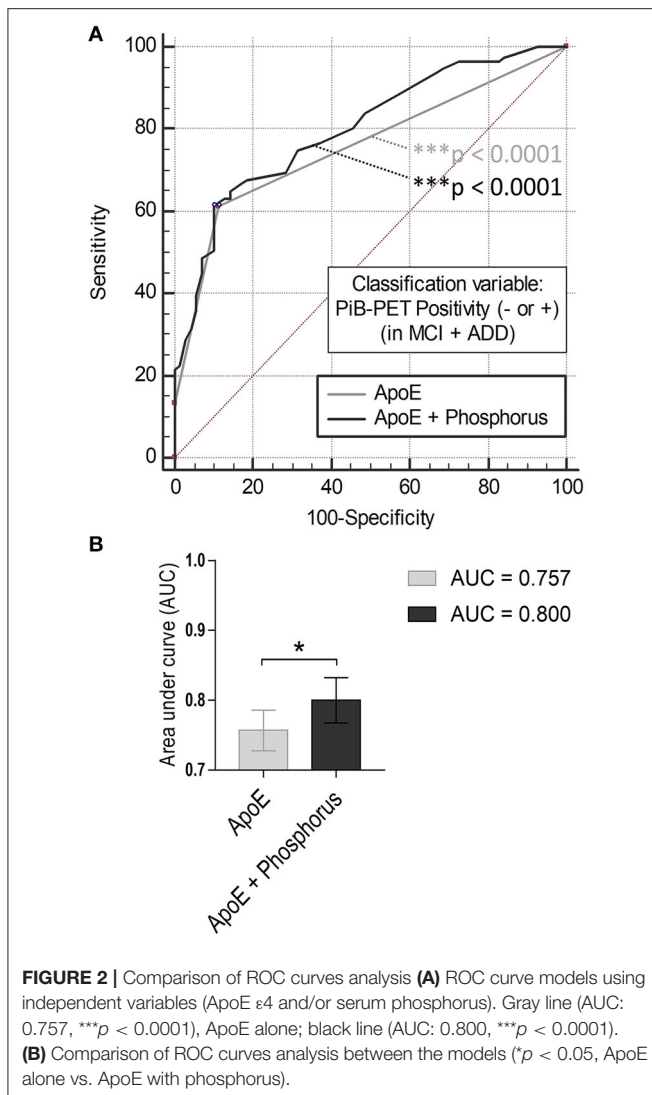 A
100
80
60
40
20
0
Sensitivity
***p < 0.0001
***p < 0.0001
Classification variable:
PiB-PET Positivity (- or +)
(in MCI + ADD)
ApoE
ApoE + Phosphorus
0 20 40 60 80 100
100-Specificity
B
1.0
0.9
0.8
0.7
Area under curve (AUC)
*
AUC = 0.757
AUC = 0.800
ApoE
ApoE + Phosphorus
FIGURE 2 | Comparison of ROC curves analysis (A) ROC curve models using
independent variables (ApoE ε4 and/or serum phosphorus). Gray line (AUC:
0.757, ***p < 0.0001), ApoE alone; black line (AUC: 0.800, ***p < 0.0001).
(B) Comparison of ROC curves analysis between the models (*p < 0.05, ApoE
alone vs. ApoE with phosphorus).